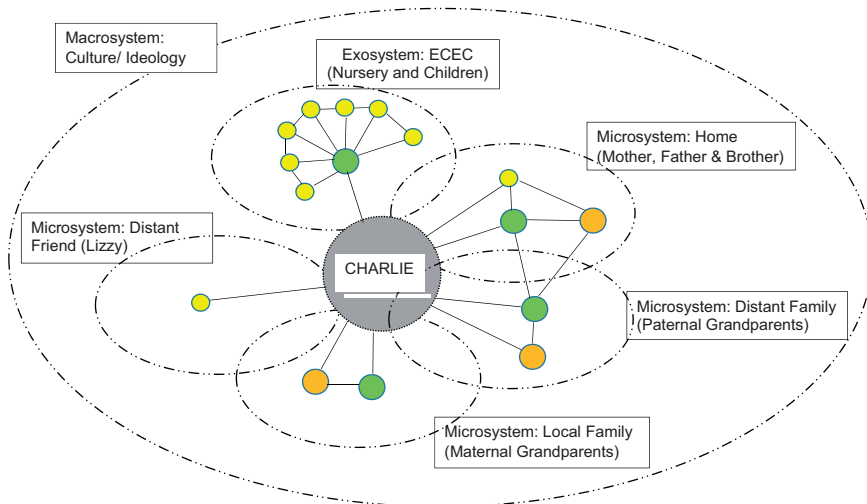 Macrosystem:
Culture/ Ideology
Exosystem: ECEC
(Nursery and Children)
Microsystem: Home
(Mother, Father & Brother)
Microsystem: Distant
Friend (Lizzy)
CHARLIE
Microsystem: Distant Family
(Paternal Grandparents)
Microsystem: Local Family
(Maternal Grandparents)